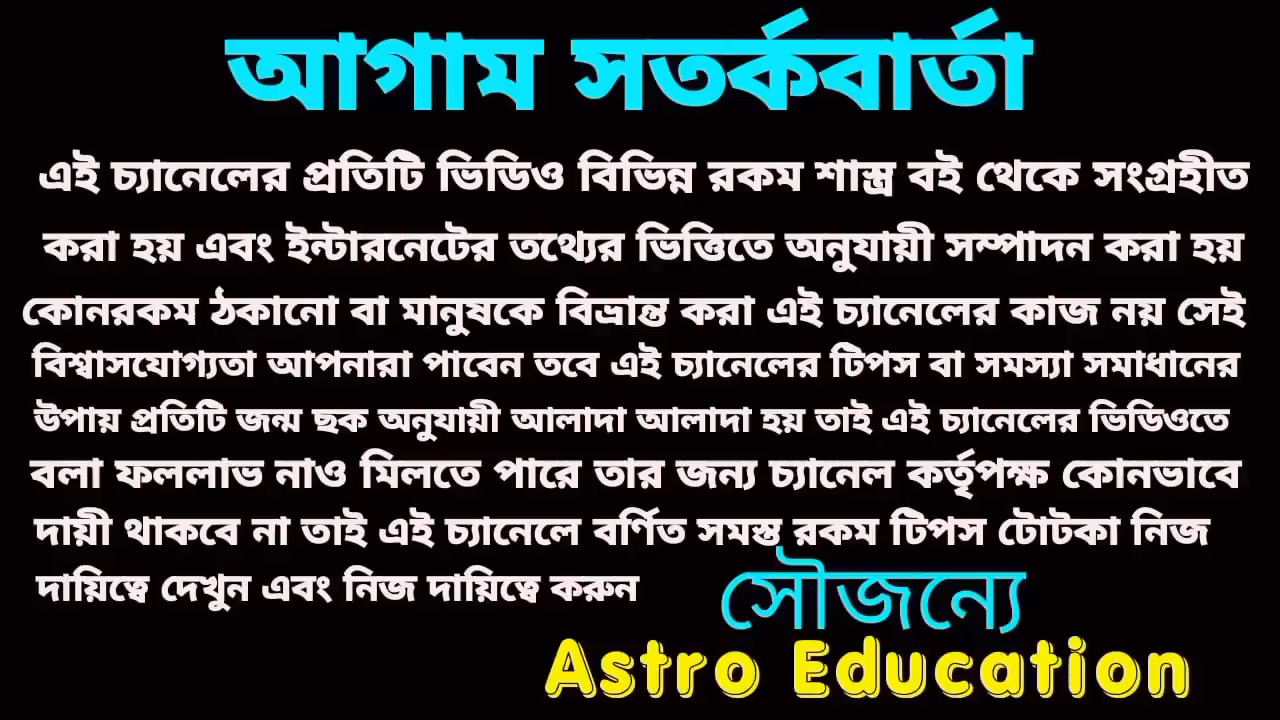 আগাম সতর্কবার্তা
এই চ্যানেলের প্রতিটি ভিডিও বিভিন্ন রকম শাস্ত্র বই থেকে সংগ্রহীত
করা হয় এবং ইন্টারনেটের তথ্যের ভিত্তিতে অনুযায়ী সম্পাদন করা হয়
কোনরকম ঠকানো বা মানুষকে বিভ্রান্ত করা এই চ্যানেলের কাজ নয় সেই
বিশ্বাসযোগ্যতা আপনারা পাবেন তবে এই চ্যানেলের টিপস বা সমস্যা সমাধানের
উপায় প্রতিটি জন্ম ছক অনুযায়ী আলাদা আলাদা হয় তাই এই চ্যানেলের ভিডিওতে
বলা ফললাভ নাও মিলতে পারে তার জন্য চ্যানেল কর্তৃপক্ষ কোনভাবে
দায়ী থাকবে না তাই এই চ্যানেলে বর্ণিত সমস্ত রকম টিপস টোটকা নিজ
দায়িত্বে দেখুন এবং নিজ দায়িত্বে করুন
সৌজন্যে
Astro Education